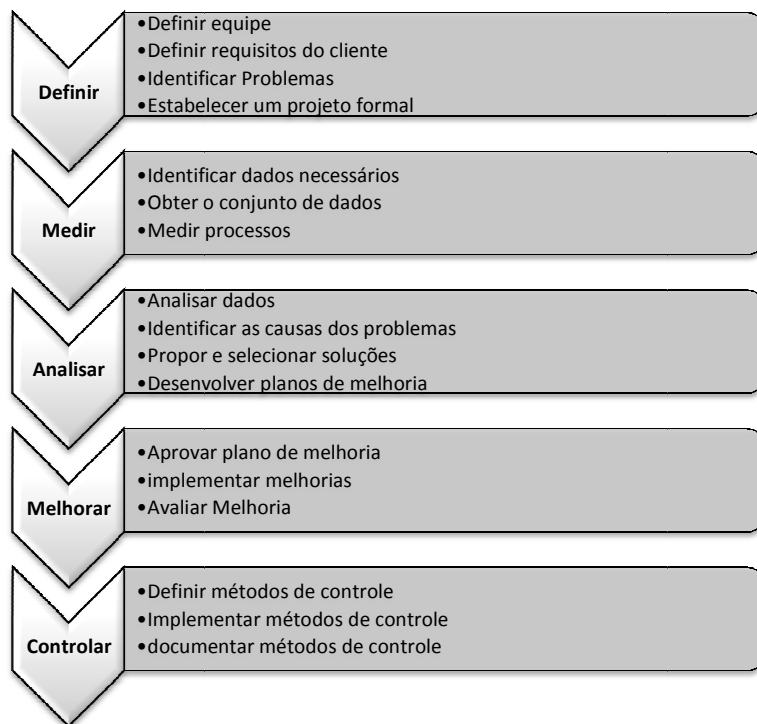 Definir
•Definir equipe
•Definir requisitos do cliente
•Identificar Problemas
•Estabelecer um projeto formal
Medir
•Identificar dados necessários
•Obter o conjunto de dados
•Medir processos
Analisar
•Analisar dados
•Identificar as causas dos problemas
•Propor e selecionar soluções
•Desenvolver planos de melhoria
Melhorar
•Aprovar plano de melhoria
•implementar melhorias
•Avaliar Melhoria
Controlar
•Definir métodos de controle
•Implementar métodos de controle
•documentar métodos de controle